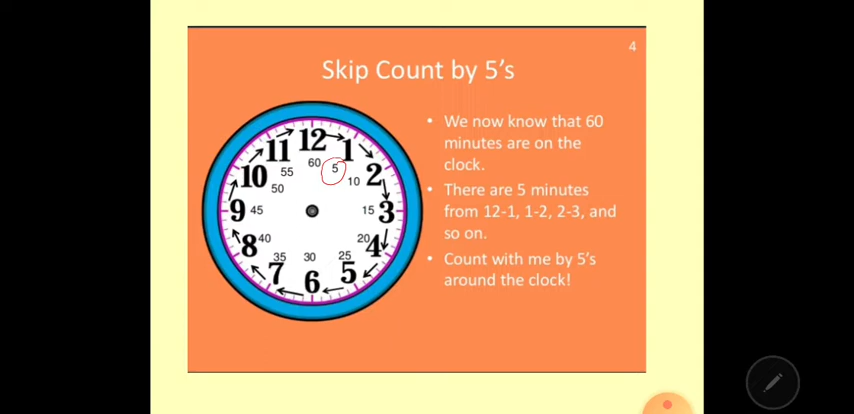 4
Skip Count by 5's
• We now know that 60
minutes are on the
clock.
• There are 5 minutes
from 12-1, 1-2, 2-3, and
so on.
• Count with me by 5's
around the clock!
12
1
2
3
4
5
6
7
8
9
10
11
60
5
10
15
20
25
30
35
40
45
50
55